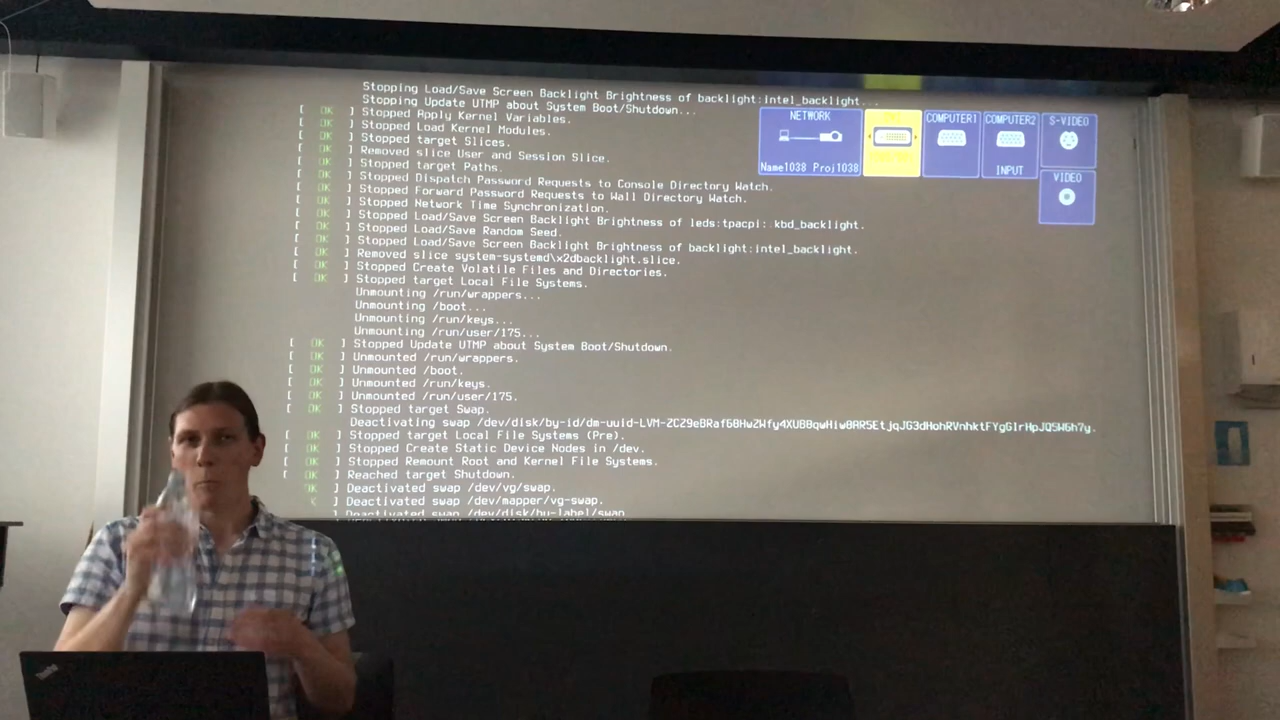 Stopping Load/Save Screen Backlight Brightness of backlight:intel_backlight...
Stopping Update UTMP about System Boot/Shutdown...
[ OK ] Stopped Apply Kernel Variables.
[ OK ] Stopped Load Kernel Modules.
[ OK ] Stopped target Slices.
[ OK ] Removed slice User and Session Slice.
[ OK ] Stopped target Paths.
[ OK ] Stopped Dispatch Password Requests to Console Directory Watch.
[ OK ] Stopped Forward Password Requests to Wall Directory Watch.
[ OK ] Stopped Network Time Synchronization.
[ OK ] Stopped Load/Save Screen Backlight Brightness of leds:tpacpi::kbd_backlight.
[ OK ] Stopped Load/Save Random Seed.
[ OK ] Stopped Load/Save Screen Backlight Brightness of backlight:intel_backlight.
[ OK ] Removed slice system-systemd\x2dbacklight.slice.
[ OK ] Stopped Create Volatile Files and Directories.
[ OK ] Stopped target Local File Systems.
Unmounting /run/wrappers...
Unmounting /boot...
Unmounting /run/keys...
Unmounting /run/user/175...
[ OK ] Stopped Update UTMP about System Boot/Shutdown.
[ OK ] Unmounted /run/wrappers.
[ OK ] Unmounted /boot.
[ OK ] Unmounted /run/keys.
[ OK ] Unmounted /run/user/175.
[ OK ] Stopped target Swap.
Deactivating swap
[ OK ] Stopped target Local File Systems (Pre).
[ OK ] Stopped Create Static Device Nodes in /dev.
[ OK ] Stopped Remount Root and Kernel File Systems.
[ OK ] Reached target Shutdown.
OK ] Deactivated swap /dev/vg/swap.
] Deactivated swap /dev/mapper/vg-swap.
] Deactivated swap /dev/disk/by-label/swap
NETWORK
Name1038 Proj1038
COMPUTER1
COMPUTER2
INPUT
S-VIDEO
VIDEO